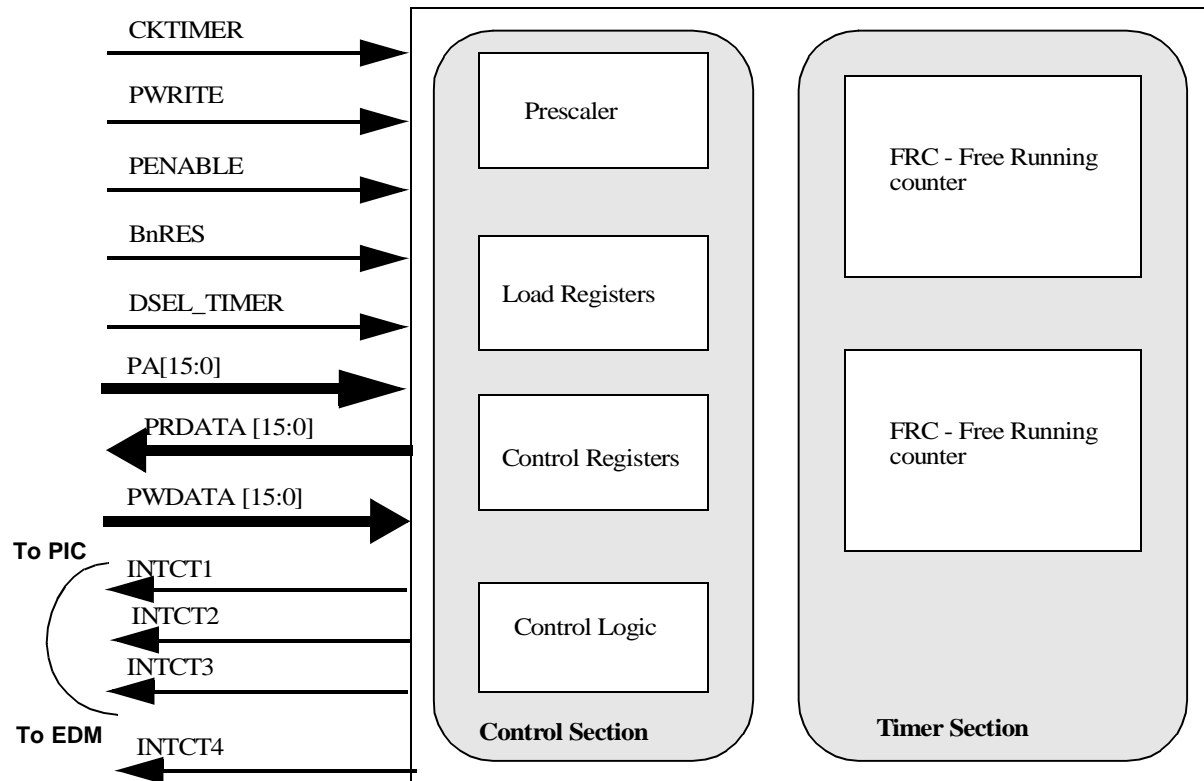 CKTIMER
PWRITE
PENABLE
BnRES
DSEL_TIMER
PA[15:0]
PRDATA [15:0]
PWDATA [15:0]
To PIC
INTCT1
INTCT2
INTCT3
To EDM
INTCT4
Prescaler
Load Registers
Control Registers
Control Logic
Control Section
FRC - Free Running
counter
FRC - Free Running
counter
Timer Section